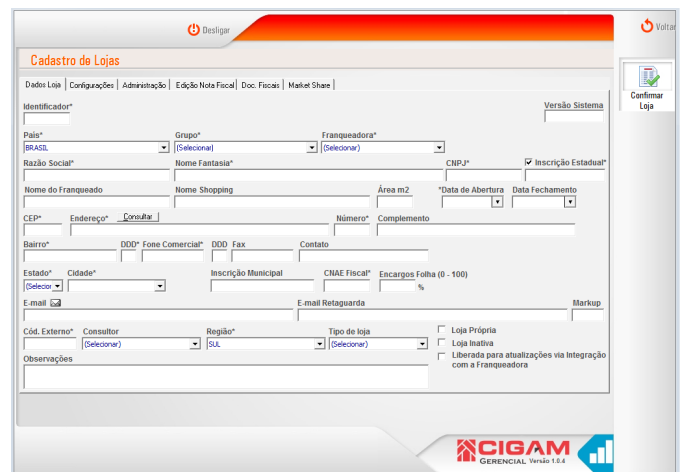 Desligar
Voltar
Cadastro de Lojas
Dados Loja Configurações Administração Edição Nota Fiscal Doc. Fiscais Market Share
Confirmar
Loja
Identificador* Versão Sistema
País* Grupo* Franqueadora*
BRASIL (Selecionar) (Selecionar)
Razão Social* Nome Fantasia* CNPJ* Inscrição Estadual*
Nome do Franqueado Nome Shopping Área m2 *Data de Abertura Data Fechamento
CEP* Endereço* Consultar Número* Complemento
Bairro* DDD* Fone Comercial* DDD Fax Contato
Estado* Cidade* Inscrição Municipal CNAE Fiscal* Encargos Folha (0 - 100)
(Selecior %
E-mail E-mail Retaguarda Markup
Cód. Externo* Consultor Região* Tipo de loja Loja Própria
(Selecionar) SUL (Selecionar) Loja Inativa
Observações Liberada para atualizações via Integração
com a Franqueadora
CIGAM
GERENCIAL Versão 1.0.4